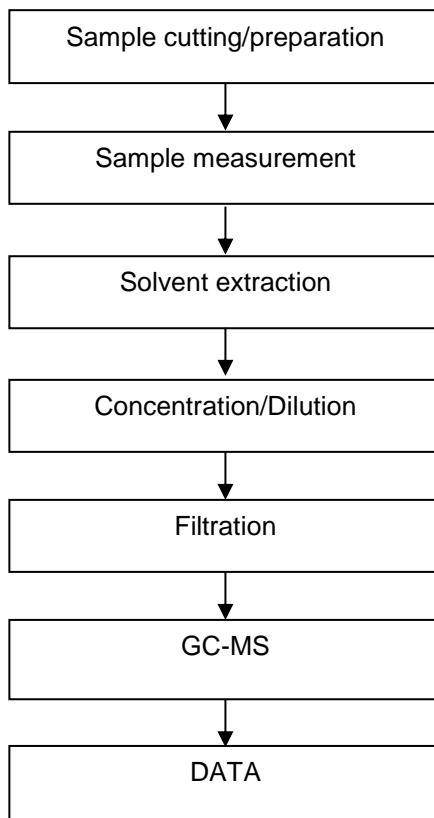 Sample cutting/preparation
Sample measurement
Solvent extraction
Concentration/Dilution
Filtration
GC-MS
DATA